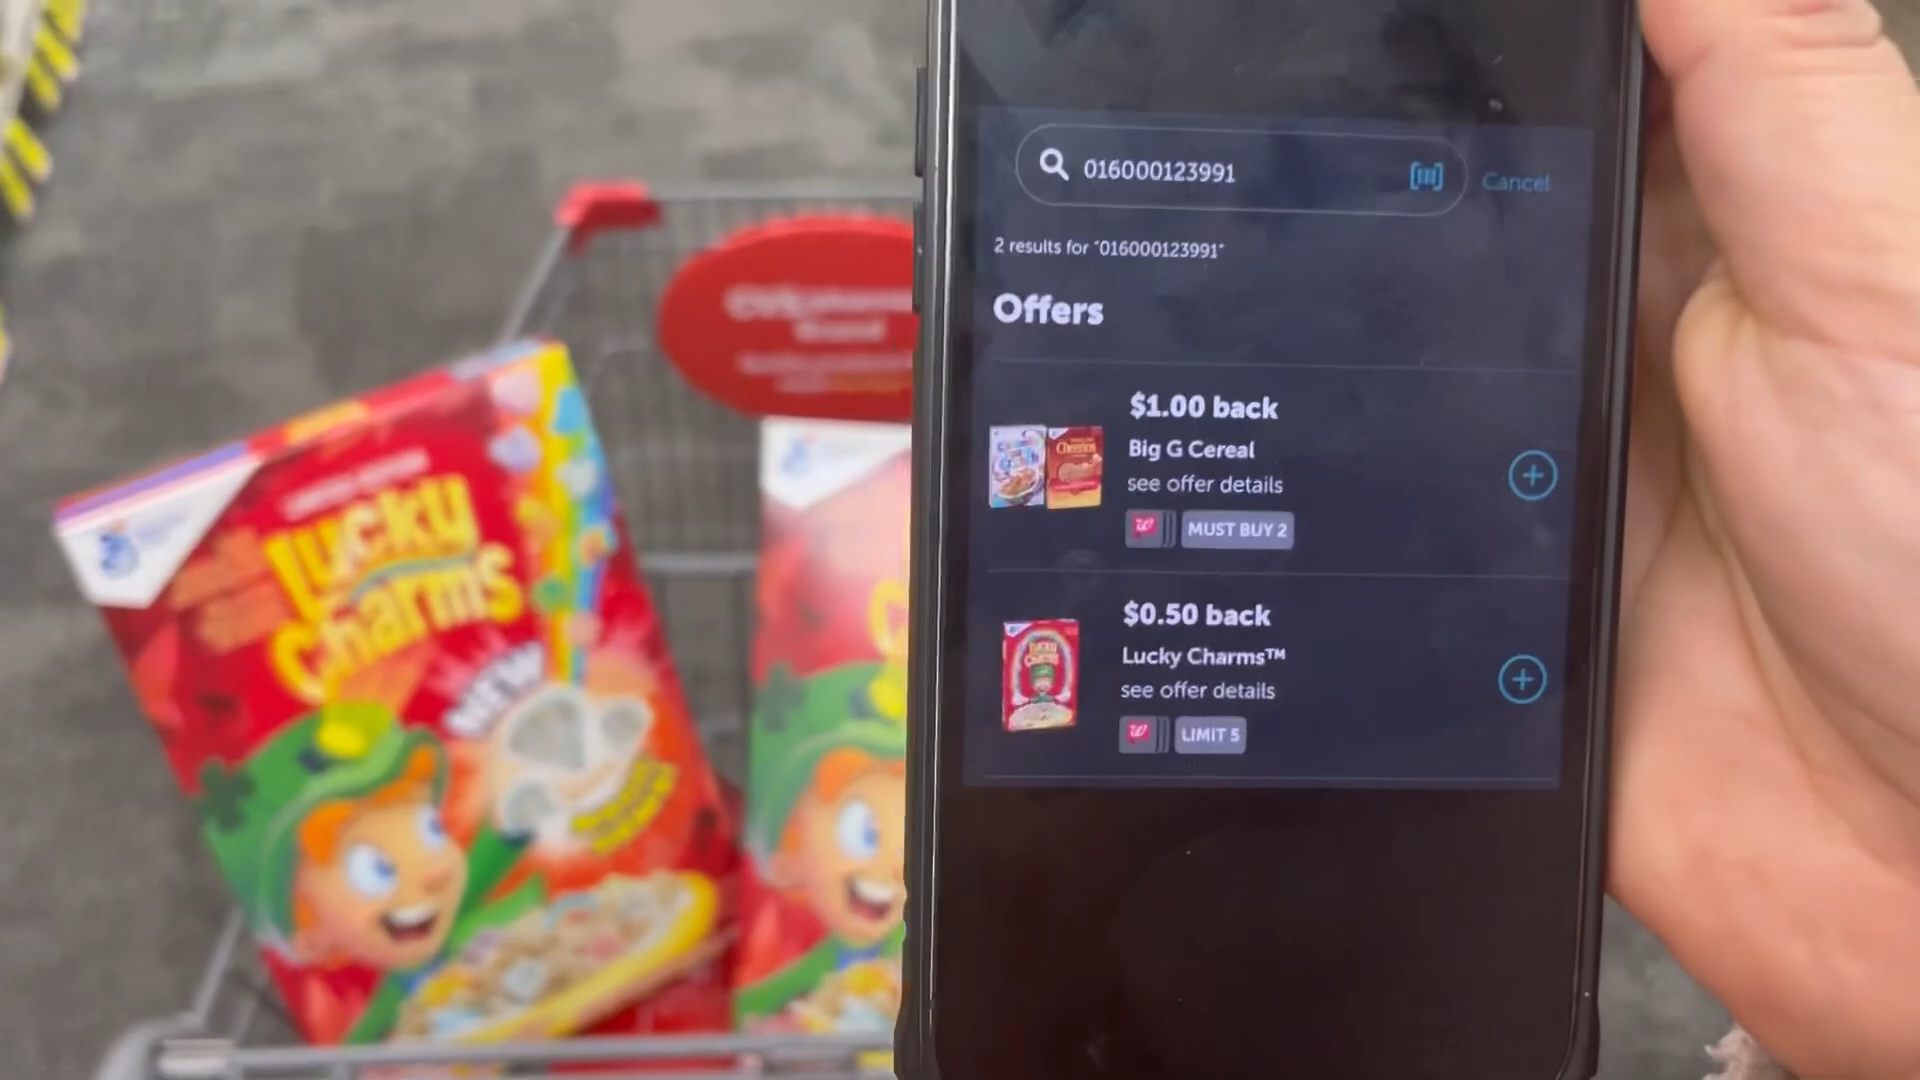 016000123991
Cancel
2 results for "016000123991"
Offers
$1.00 back
Big G Cereal
see offer details
MUST BUY 2
$0.50 back
Lucky Charms™
see offer details
LIMIT 5
Lucky
Charms
NEW